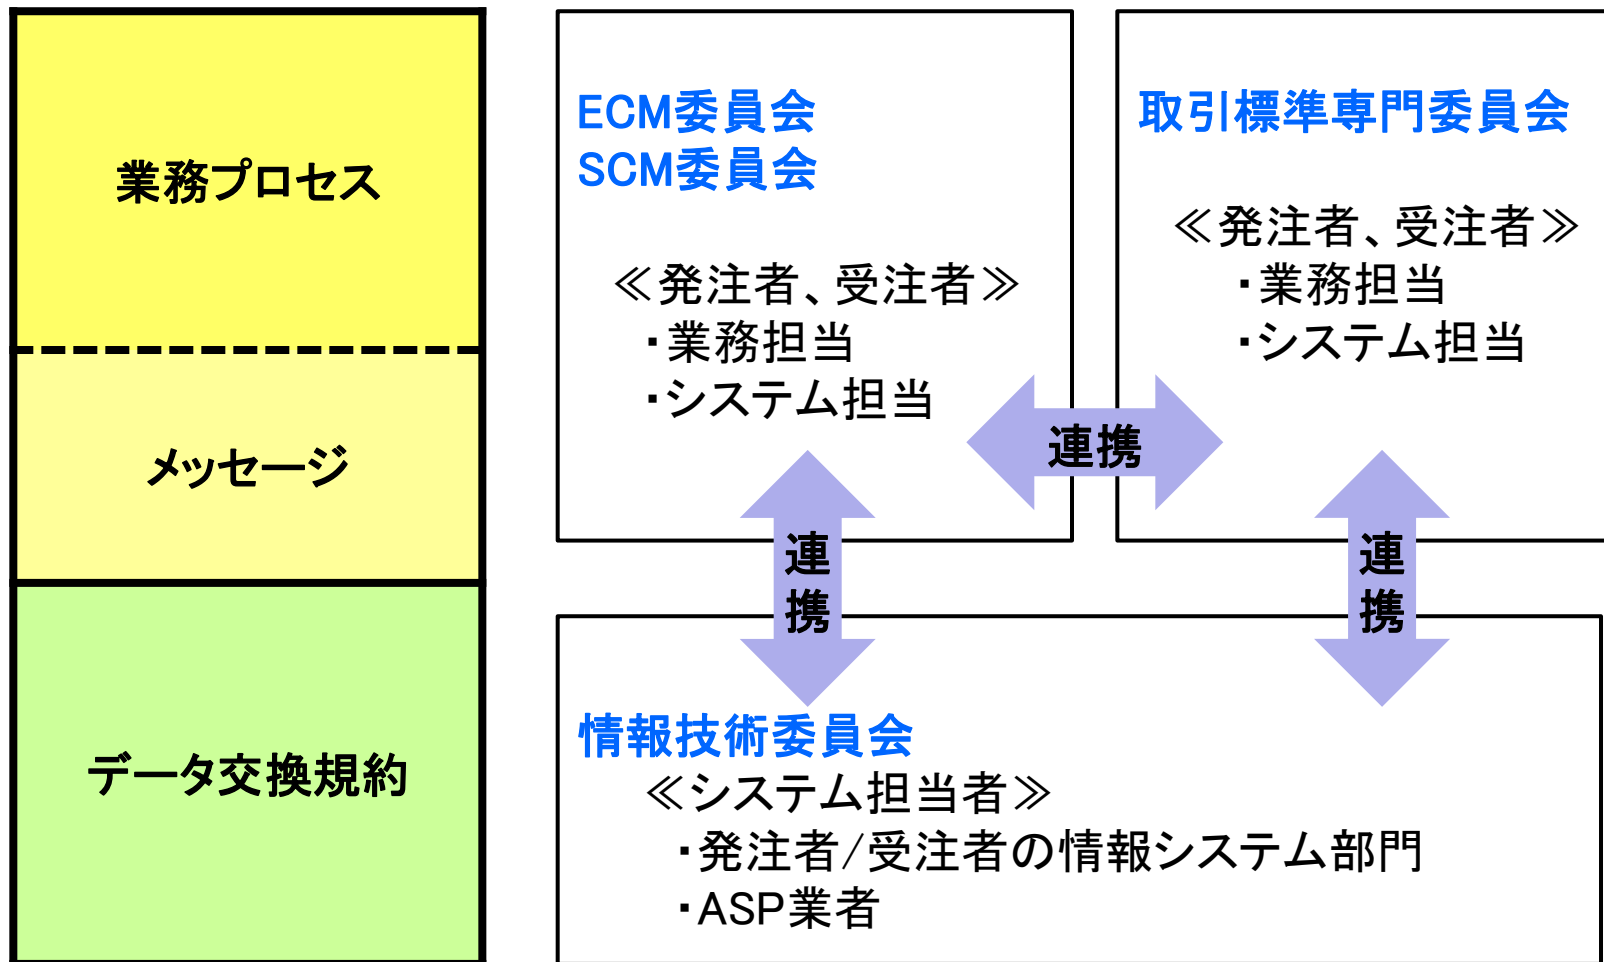 業務プロセス
メッセージ
データ交換規約
ECM委員会
SCM委員会
≪発注者、受注者≫
・業務担当
・システム担当
取引標準専門委員会
≪発注者、受注者≫
・業務担当
・システム担当
連携
連
携
連
携
情報技術委員会
≪システム担当者≫
・発注者/受注者の情報システム部門
・ASP業者